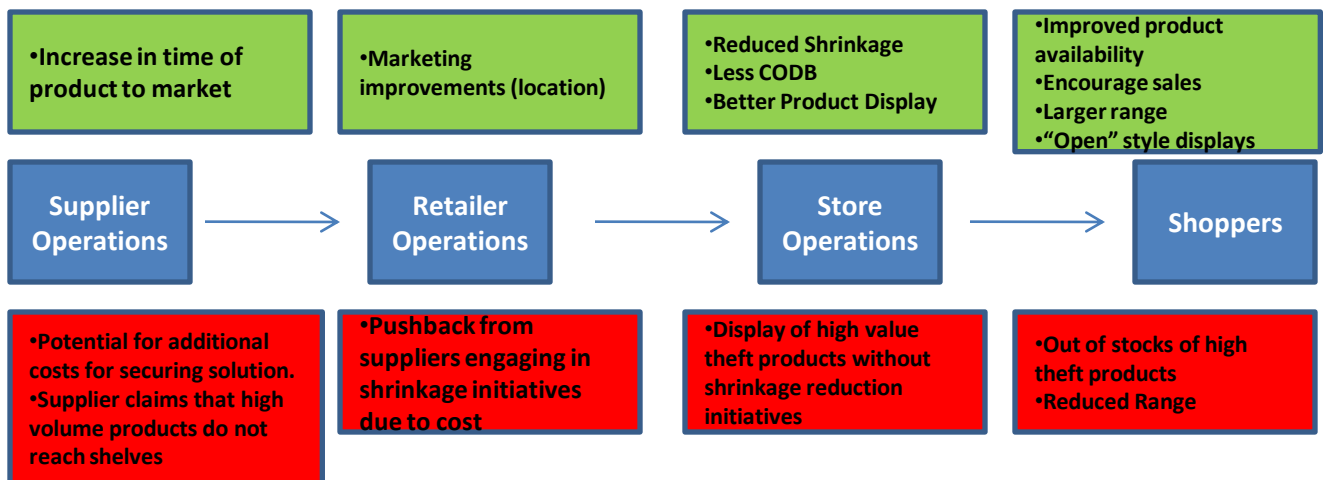 •Increase in time of
product to market
•Marketing
improvements (location)
•Reduced Shrinkage
•Less CODB
•Better Product Display
•Improved product
availability
•Encourage sales
•Larger range
•“Open” style displays
Supplier
Operations
Retailer
Operations
Store
Operations
Shoppers
•Potential for additional
costs for securing solution.
•Supplier claims that high
volume products do not
reach shelves
•Pushback from
suppliers engaging in
shrinkage initiatives
due to cost
•Display of high value
theft products without
shrinkage reduction
initiatives
•Out of stocks of high
theft products
•Reduced Range